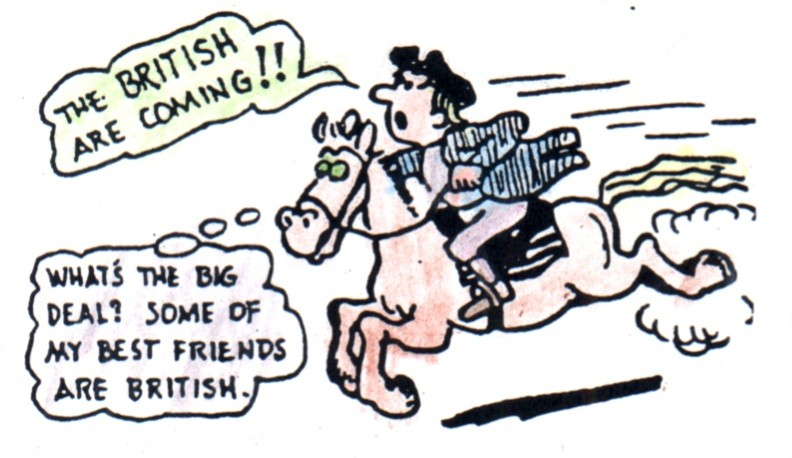 THE BRITISH
ARE COMING!!
WHAT'S THE BIG
DEAL? SOME OF
MY BEST FRIENDS
ARE BRITISH.